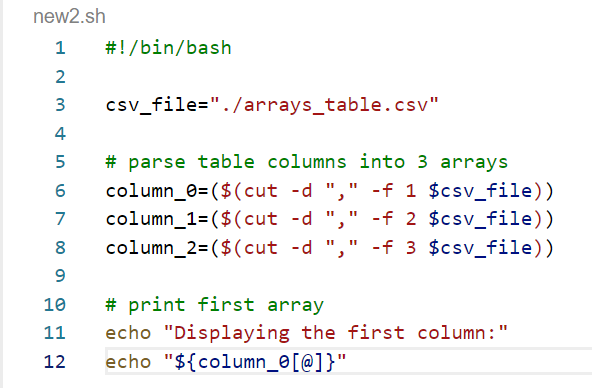 new2.sh
1 #!/bin/bash
2
3 csv_file="./arrays_table.csv"
4
5 # parse table columns into 3 arrays
6 column_0=($(cut -d "," -f 1 $csv_file))
7 column_1=($(cut -d "," -f 2 $csv_file))
8 column_2=($(cut -d "," -f 3 $csv_file))
9
10 # print first array
11 echo "Displaying the first column:"
12 echo "${column_0[@]}"